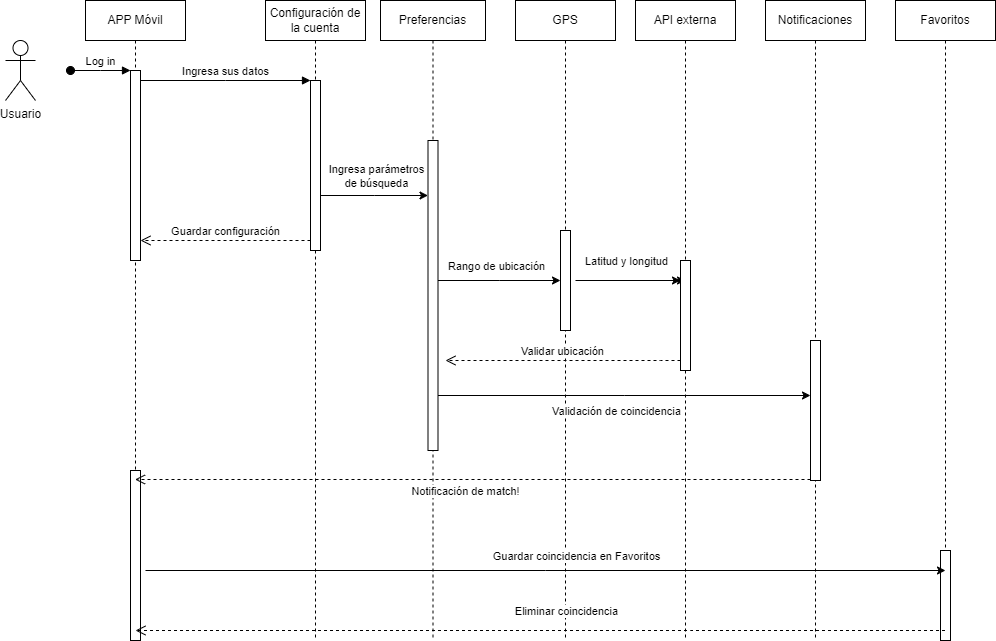 APP Móvil
Configuración de
la cuenta
Preferencias
GPS
API externa
Notificaciones
Favoritos
Log in
Ingresa sus datos
Usuario
Ingresa parámetros
de búsqueda
Guardar configuración
Rango de ubicación
Latitud y longitud
Validar ubicación
Validación de coincidencia
Notificación de match!
Guardar coincidencia en Favoritos
Eliminar coincidencia